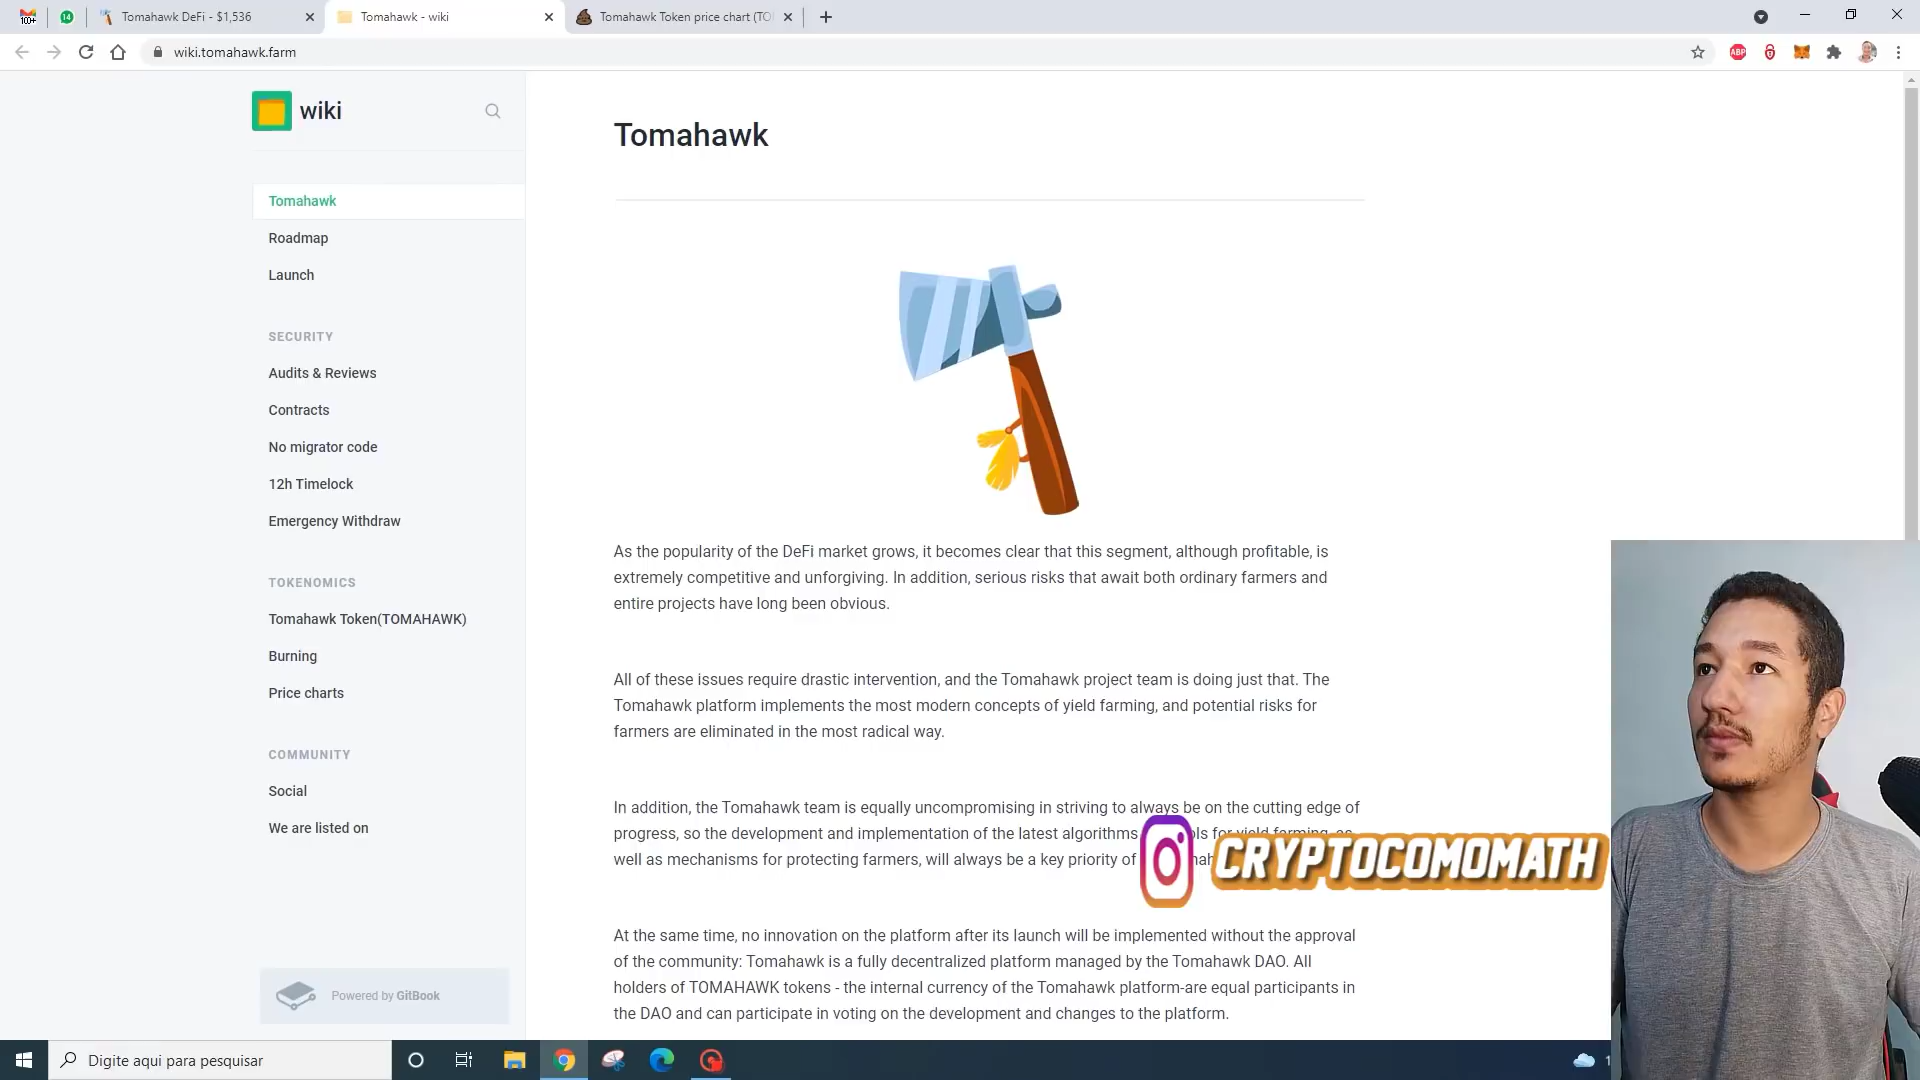 10+
14
Tomahawk DeFi - $1,536
Tomahawk - wiki
Tomahawk Token price chart (TO
wiki.tomahawk.farm
ABP
wiki
Tomahawk
Roadmap
Launch
SECURITY
Audits & Reviews
Contracts
No migrator code
12h Timelock
Emergency Withdraw
TOKENOMICS
Tomahawk Token(TOMAHAWK)
Burning
Price charts
COMMUNITY
Social
We are listed on
Powered by GitBook
Tomahawk
As the popularity of the DeFi market grows, it becomes clear that this segment, although profitable, is
extremely competitive and unforgiving. In addition, serious risks that await both ordinary farmers and
entire projects have long been obvious.
All of these issues require drastic intervention, and the Tomahawk project team is doing just that. The
Tomahawk platform implements the most modern concepts of yield farming, and potential risks for
farmers are eliminated in the most radical way.
In addition, the Tomahawk team is equally uncompromising in striving to always be on the cutting edge of
progress, so the development and implementation of the latest algorithms for yield farming, as
well as mechanisms for protecting farmers, will always be a key priority of
CRYPTOCOMOMATH
At the same time, no innovation on the platform after its launch will be implemented without the approval
of the community: Tomahawk is a fully decentralized platform managed by the Tomahawk DAO. All
holders of TOMAHAWK tokens - the internal currency of the Tomahawk platform-are equal participants in
the DAO and can participate in voting on the development and changes to the platform.
Digite aqui para pesquisar